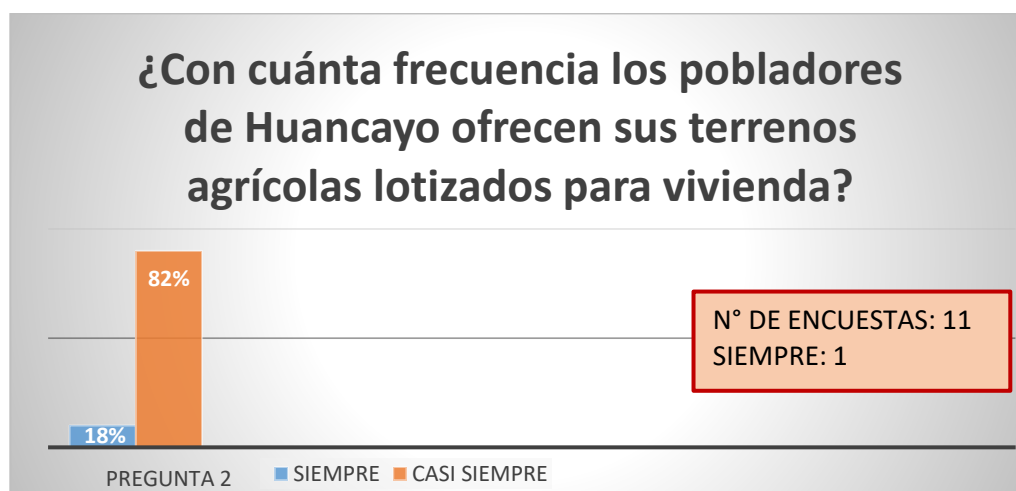 ¿Con cuánta frecuencia los pobladores
de Huancayo ofrecen sus terrenos
agrícolas lotizados para vivienda?
82%
18%
N° DE ENCUESTAS: 11
SIEMPRE: 1
PREGUNTA 2
SIEMPRE CASI SIEMPRE